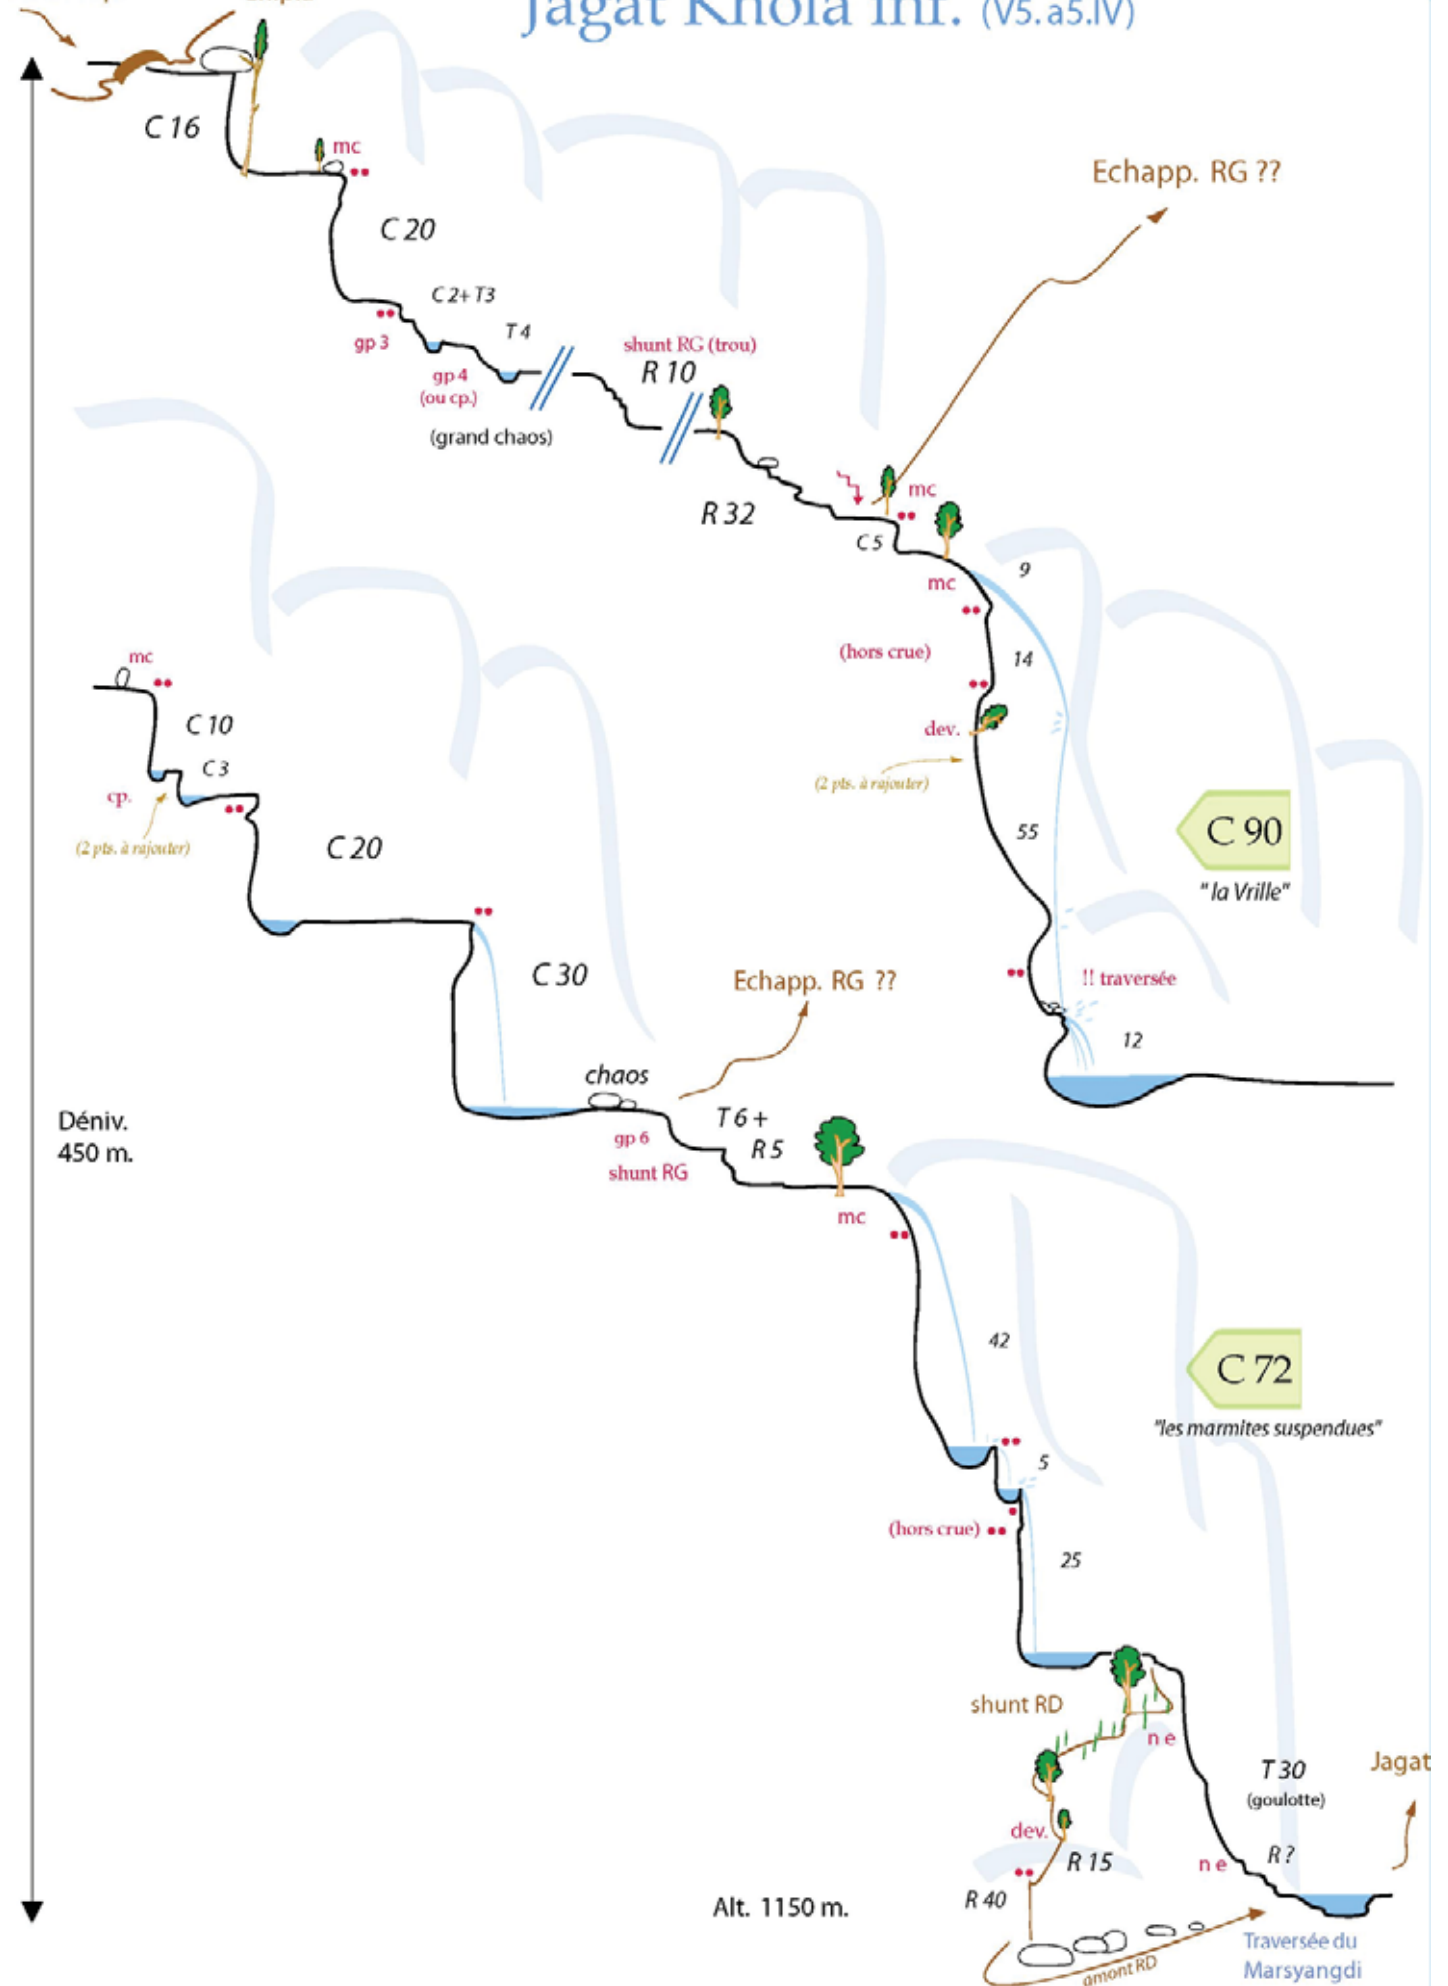 Jagat Khola inf. (V5.a5.IV)
C 16
mc
C 20
Echapp. RG ??
C 2+ T3
gp 3
T 4
gp 4
(ou cp.)
(grand chaos)
shunt RG (trou)
R 10
R 32
mc
C 5
mc
9
(hors crue)
14
dev.
(2 pts. à rajouter)
55
C 90
"la Vrille"
!! traversée
12
mc
C 10
C 3
cp.
(2 pts. à rajouter)
C 20
C 30
Echapp. RG ??
chaos
gp 6
shunt RG
T 6 +
R 5
mc
Déniv.
450 m.
42
C 72
"les marmites suspendues"
5
(hors crue)
25
shunt RD
n e
T 30
(goulotte)
Jagat
dev.
R 15
n e
R ?
R 40
Alt. 1150 m.
amont RD
Traversée du
Marsyangdi